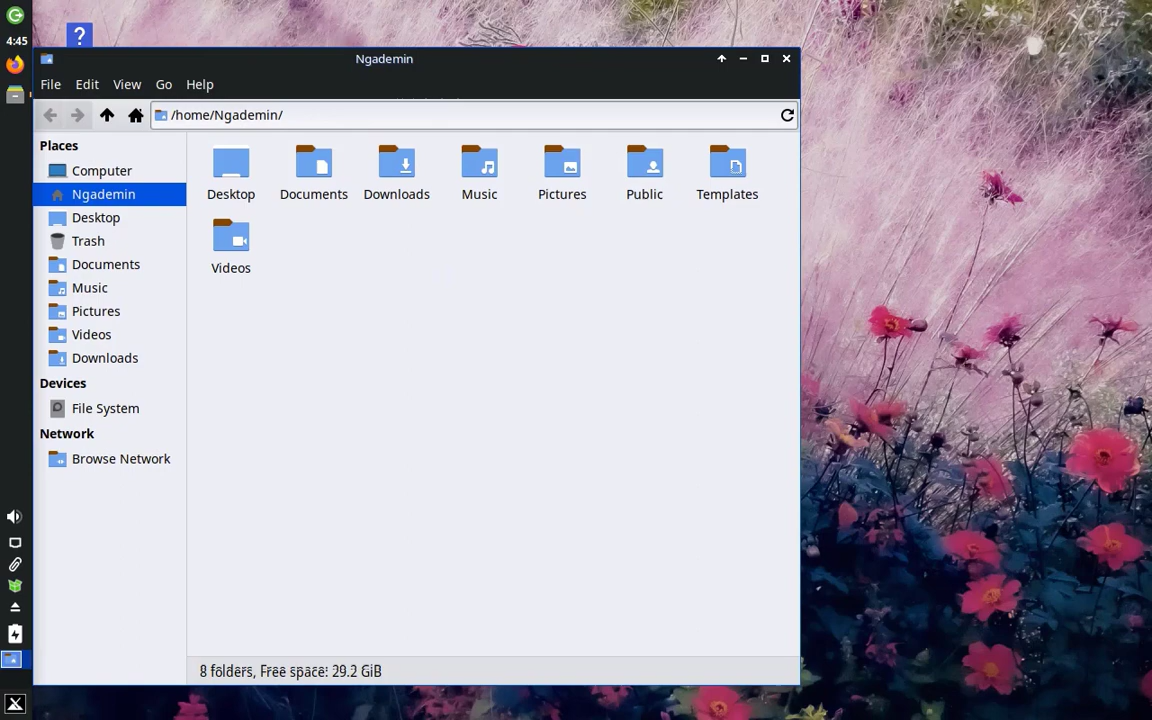 4:45
?
Ngademin
File Edit View Go Help
/home/Ngademin/
Places
Computer
Ngademin
Desktop
Trash
Documents
Music
Pictures
Videos
Downloads
Devices
File System
Network
Browse Network
Desktop Documents Downloads Music Pictures Public Templates
Videos
8 folders, Free space: 29.2 GiB